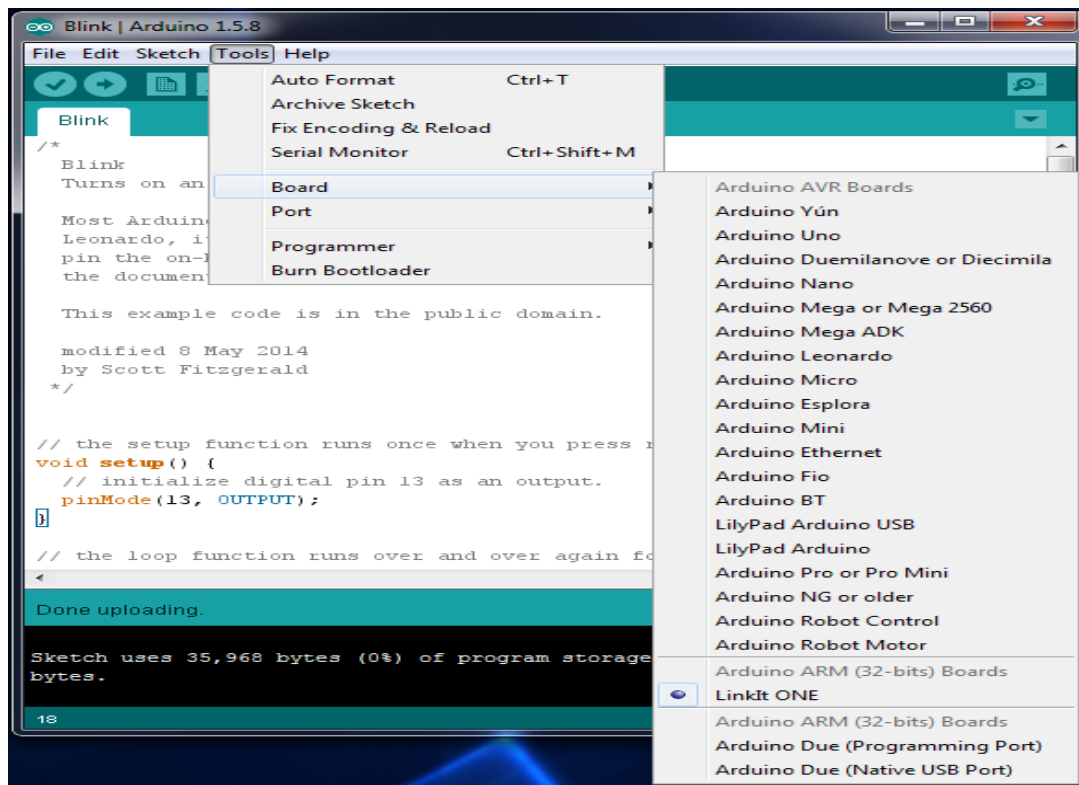 Blink | Arduino 1.5.8
File Edit Sketch Tools Help
Auto Format Ctrl+T
Archive Sketch
Fix Encoding & Reload
Serial Monitor Ctrl+Shift+M
Board
Port
Programmer
Burn Bootloader
Blink
/*
Blink
Turns on an
Most Arduin
Leonardo, i
pin the on-
the documen
This example code is in the public domain.
modified 8 May 2014
by Scott Fitzgerald
*/
// the setup function runs once when you press
void setup() {
// initialize digital pin 13 as an output.
pinMode(13, OUTPUT);
}
// the loop function runs over and over again fo
Done uploading.
Sketch uses 35,968 bytes (0%) of program storage
bytes.
18
Arduino AVR Boards
Arduino Yún
Arduino Uno
Arduino Duemilanove or Diecimila
Arduino Nano
Arduino Mega or Mega 2560
Arduino Mega ADK
Arduino Leonardo
Arduino Micro
Arduino Esplora
Arduino Mini
Arduino Ethernet
Arduino Fio
Arduino BT
LilyPad Arduino USB
LilyPad Arduino
Arduino Pro or Pro Mini
Arduino NG or older
Arduino Robot Control
Arduino Robot Motor
Arduino ARM (32-bits) Boards
LinkIt ONE
Arduino ARM (32-bits) Boards
Arduino Due (Programming Port)
Arduino Due (Native USB Port)